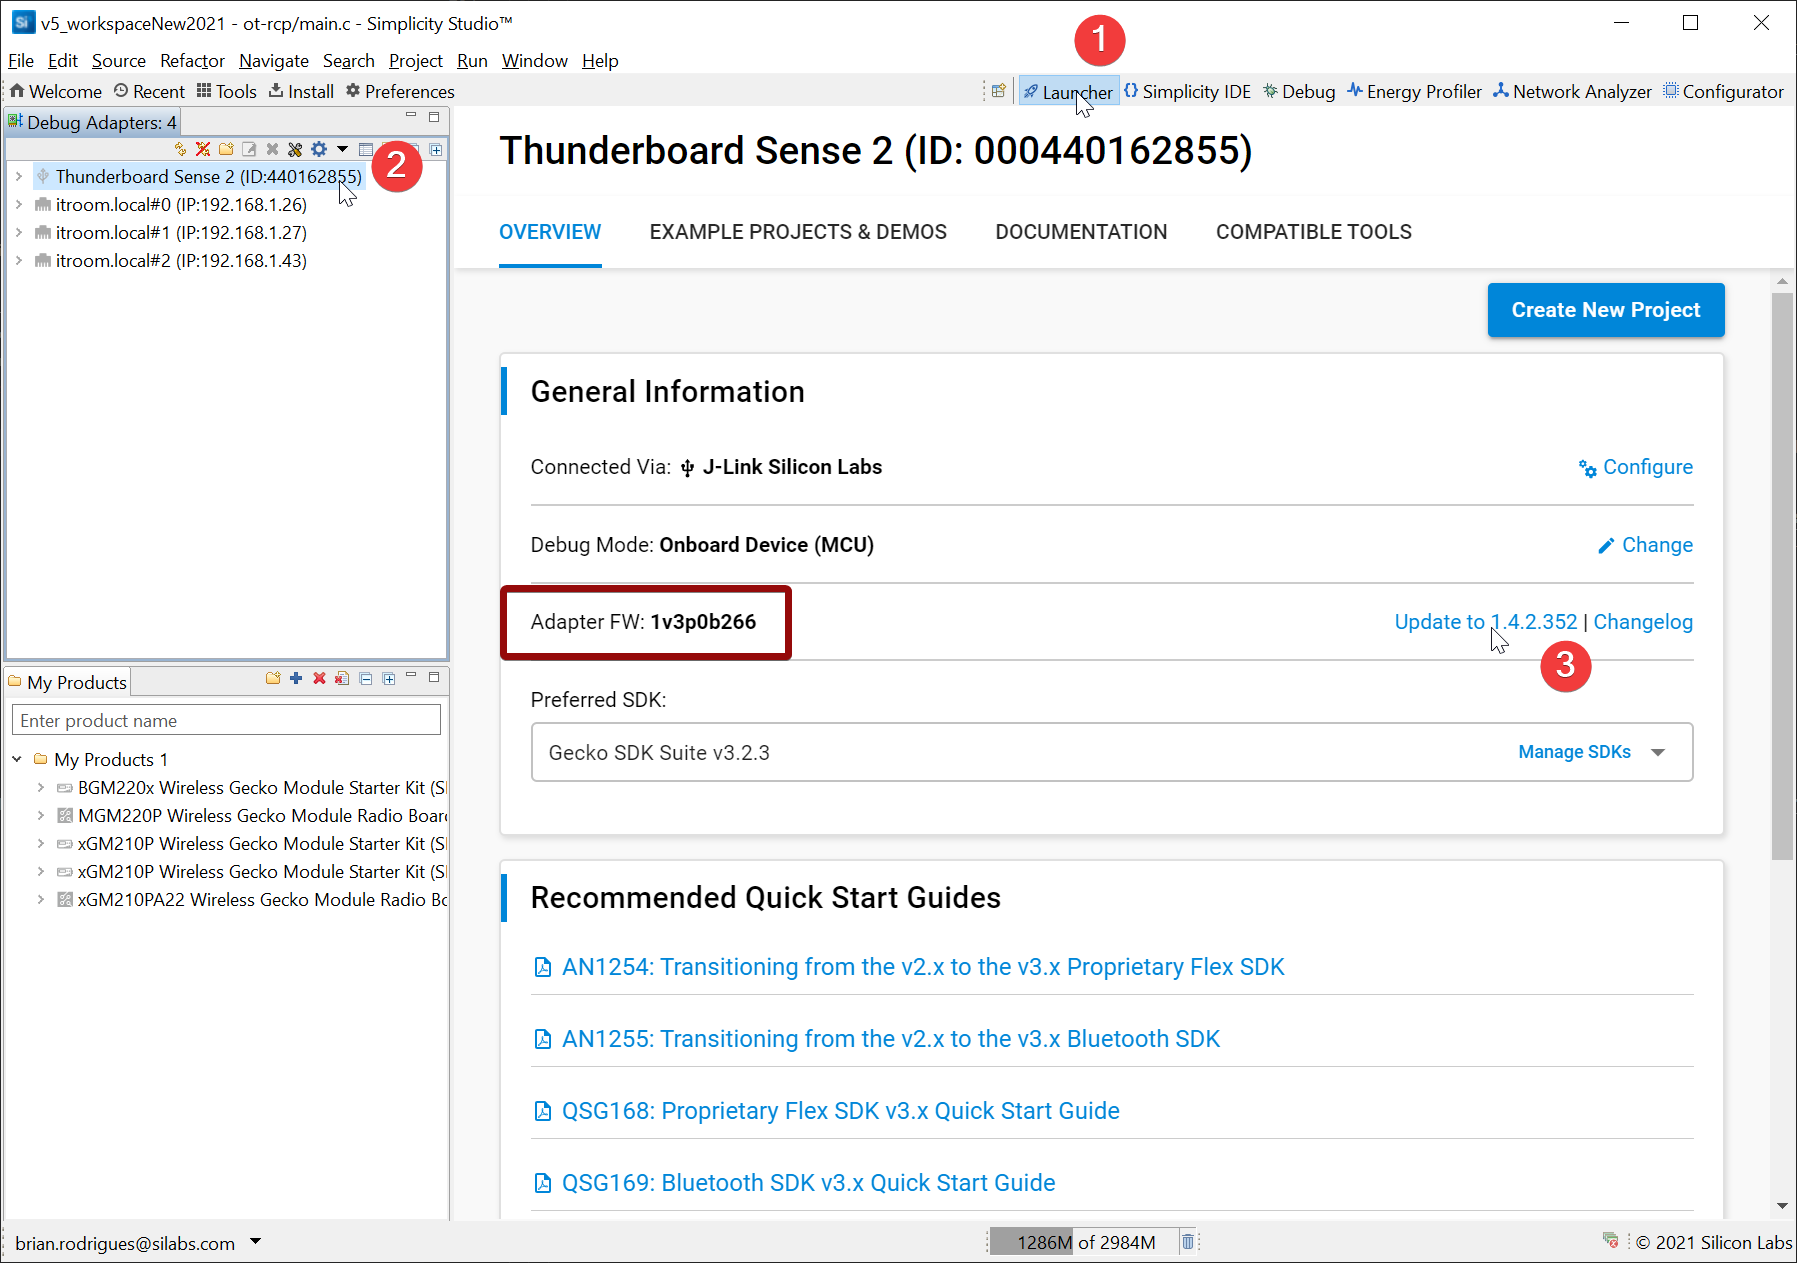 v5_workspaceNew2021 - ot-rcp/main.c - Simplicity Studio™
1
File Edit Source Refactor Navigate Search Project Run Window Help
Welcome Recent Tools Install Preferences
Launcher Simplicity IDE Debug Energy Profiler Network Analyzer Configurator
Debug Adapters: 4
2
Thunderboard Sense 2 (ID:440162855)
itroom.local#0 (IP:192.168.1.26)
itroom.local#1 (IP:192.168.1.27)
itroom.local#2 (IP:192.168.1.43)
My Products
Enter product name
My Products 1
BGM220x Wireless Gecko Module Starter Kit (SI
MGM220P Wireless Gecko Module Radio Board
xGM210P Wireless Gecko Module Starter Kit (SI
xGM210P Wireless Gecko Module Starter Kit (SI
xGM210PA22 Wireless Gecko Module Radio Bo
Thunderboard Sense 2 (ID: 000440162855)
OVERVIEW EXAMPLE PROJECTS & DEMOS DOCUMENTATION COMPATIBLE TOOLS
Create New Project
General Information
Connected Via: J-Link Silicon Labs Configure
Debug Mode: Onboard Device (MCU) Change
Adapter FW: 1v3p0b266 Update to 1.4.2.352 | Changelog
3
Preferred SDK:
Gecko SDK Suite v3.2.3 Manage SDKs
Recommended Quick Start Guides
AN1254: Transitioning from the v2.x to the v3.x Proprietary Flex SDK
AN1255: Transitioning from the v2.x to the v3.x Bluetooth SDK
QSG168: Proprietary Flex SDK v3.x Quick Start Guide
QSG169: Bluetooth SDK v3.x Quick Start Guide
brian.rodrigues@silabs.com 1286M of 2984M © 2021 Silicon Labs